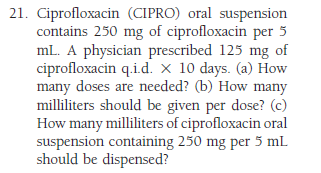 21. Ciprofloxacin (CIPRO) oral suspension
contains 250 mg of ciprofloxacin per 5
mL. A physician prescribed 125 mg of
ciprofloxacin q.i.d. × 10 days. (a) How
many doses are needed? (b) How many
milliliters should be given per dose? (c)
How many milliliters of ciprofloxacin oral
suspension containing 250 mg per 5 mL
should be dispensed?